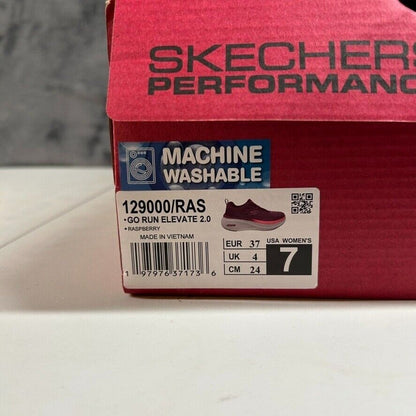 SKECHERS
PERFORMANC
MACHINE
WASHABLE
129000/RAS
•GO RUN ELEVATE 2.0
•RASPBERRY
MADE IN VIETNAM
1 97976 37173 6
EUR 37
UK 4
CM 24
USA WOMEN'S
7